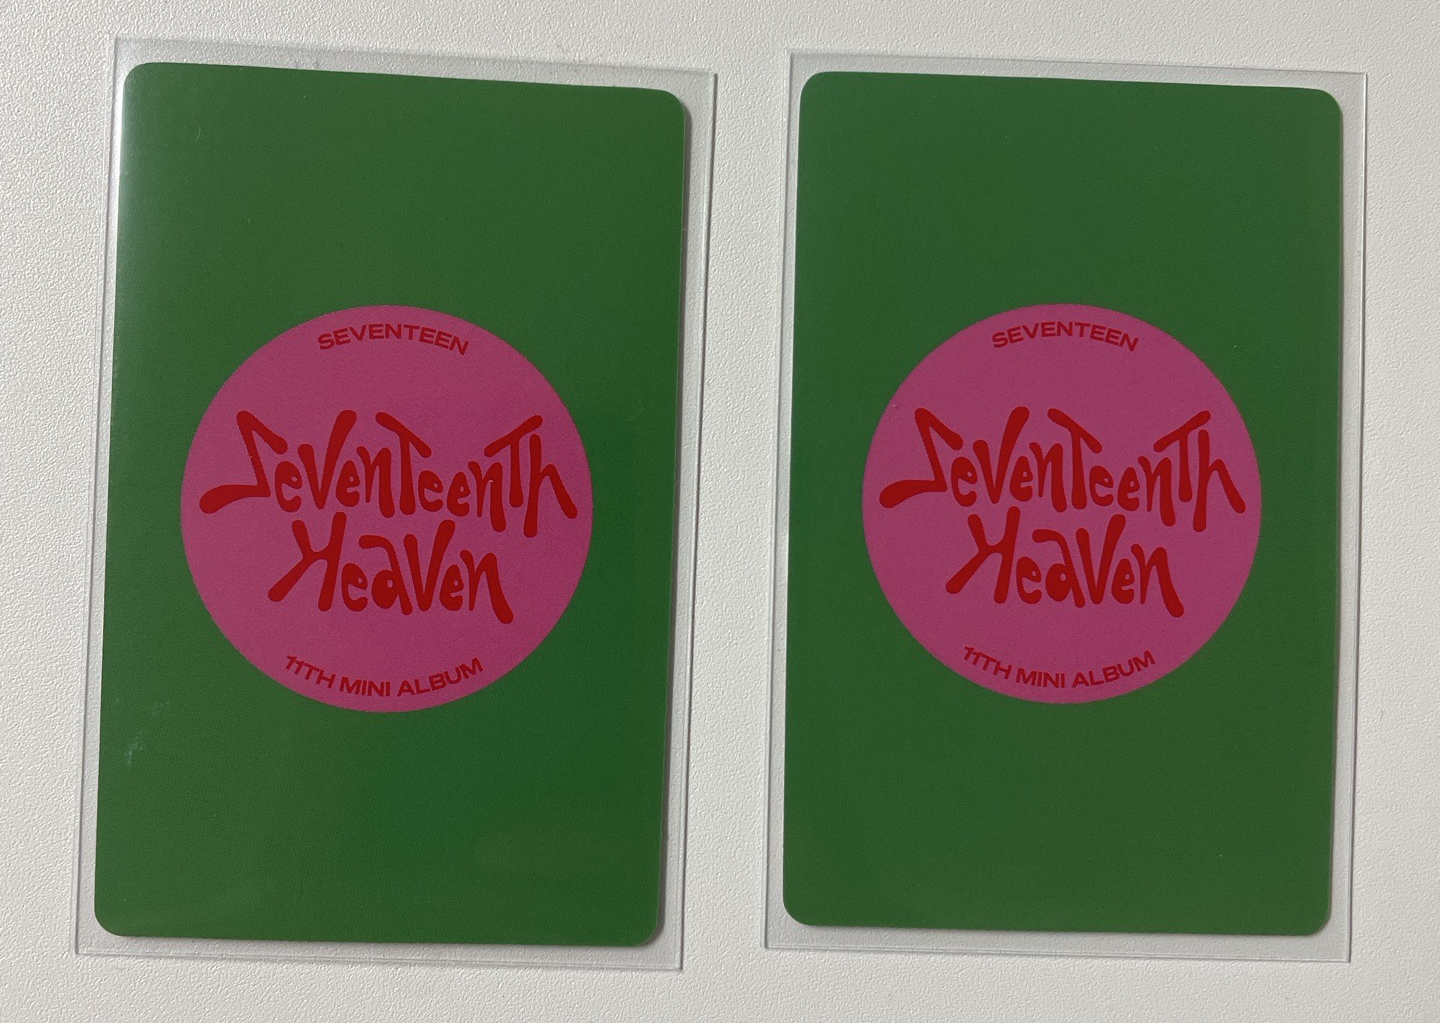 SEVENTEEN
SevenTeenTh
Heaven
11TH MINI ALBUM
SEVENTEEN
SevenTeenTh
Heaven
11TH MINI ALBUM